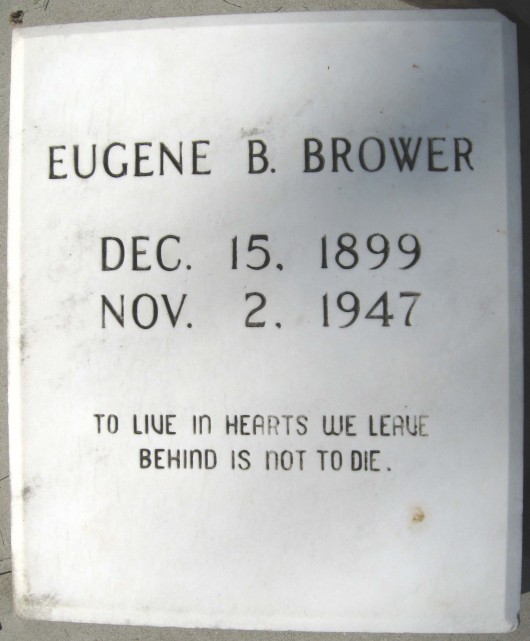 EUGENE B. BROWER
DEC. 15, 1899
NOV. 2, 1947
TO LIVE IN HEARTS WE LEAVE
BEHIND IS NOT TO DIE.